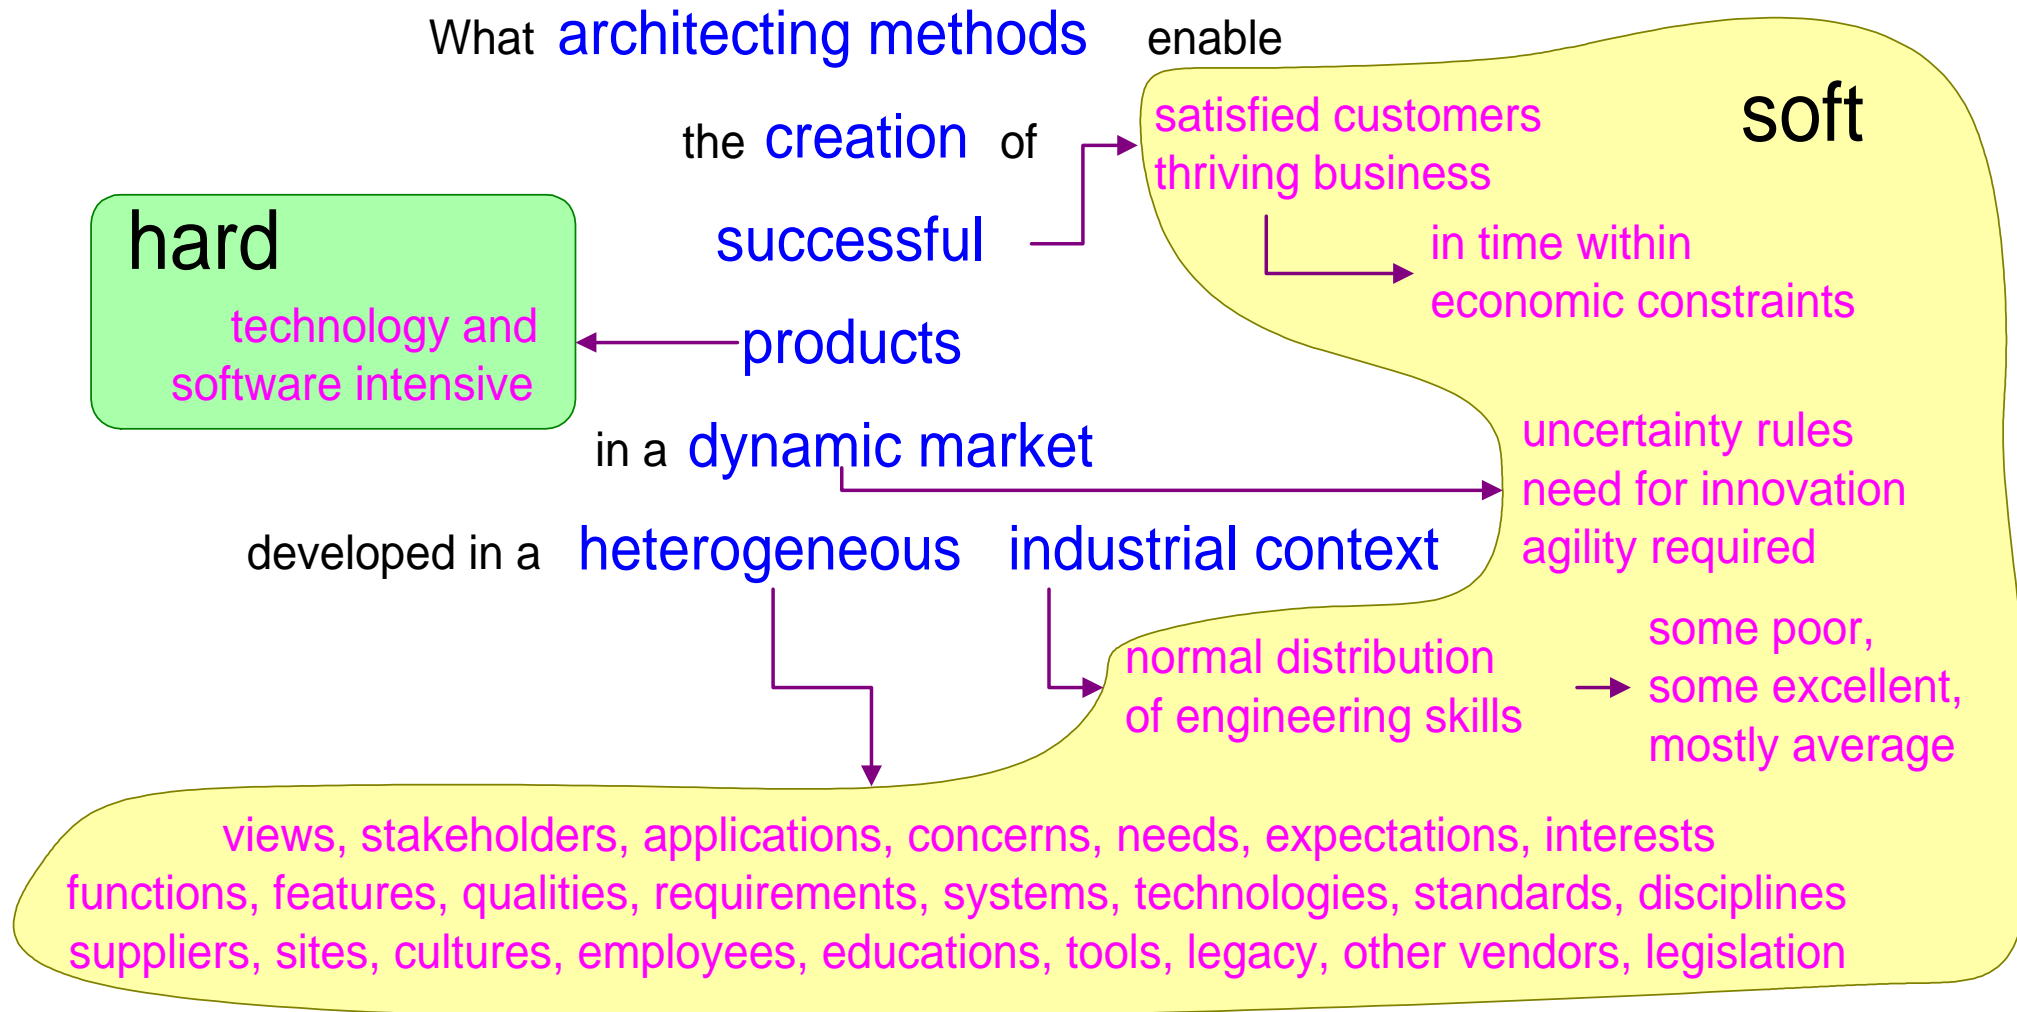 What architecting methods enable
the creation of
successful
products
in a dynamic market
developed in a heterogeneous industrial context
hard
technology and
software intensive
soft
satisfied customers
thriving business
in time within
economic constraints
uncertainty rules
need for innovation
agility required
normal distribution
of engineering skills
some poor,
some excellent,
mostly average
views, stakeholders, applications, concerns, needs, expectations, interests
functions, features, qualities, requirements, systems, technologies, standards, disciplines
suppliers, sites, cultures, employees, educations, tools, legacy, other vendors, legislation